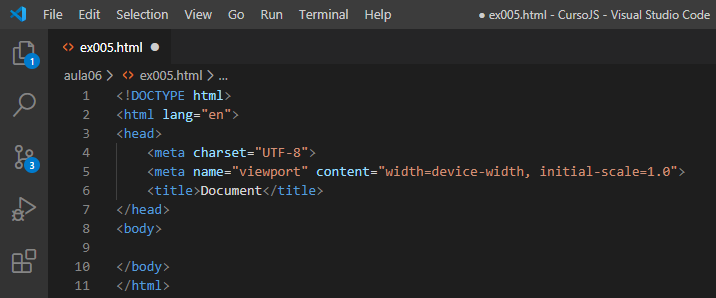 File Edit Selection View Go Run Terminal Help ● ex005.html - CursoJS - Visual Studio Code
1
3
<> ex005.html ●
aula06 > <> ex005.html > ...
1 <!DOCTYPE html>
2 <html lang="en">
3 <head>
4 <meta charset="UTF-8">
5 <meta name="viewport" content="width=device-width, initial-scale=1.0">
6 <title>Document</title>
7 </head>
8 <body>
9
10 </body>
11 </html>